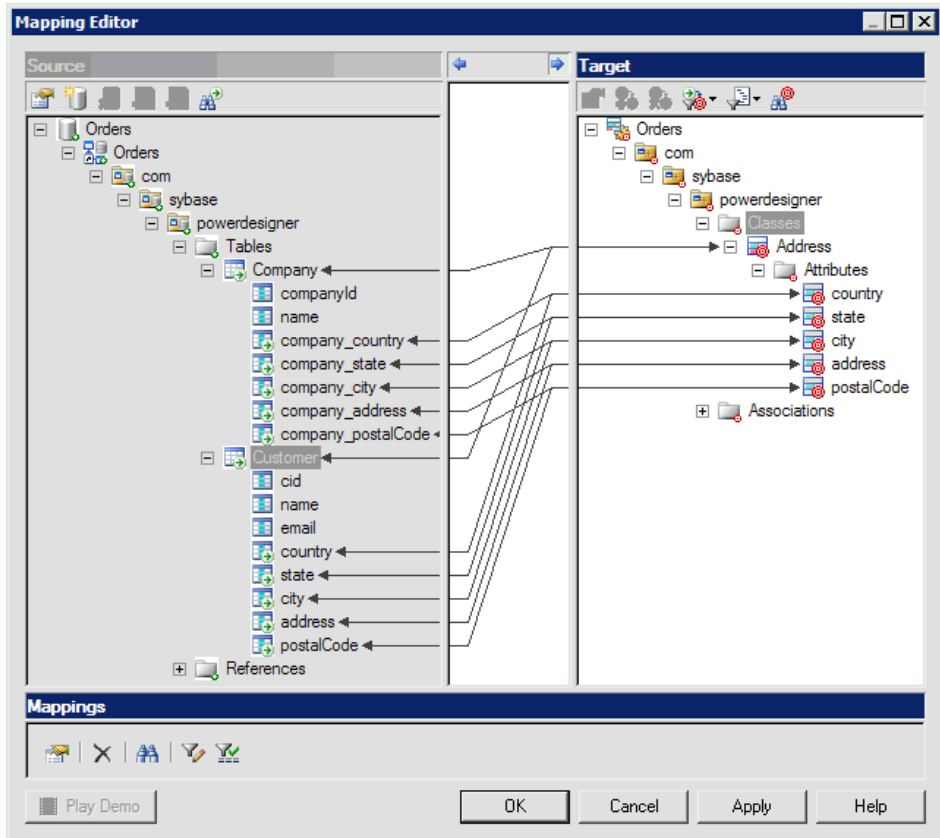 Mapping Editor
Source
Target
Orders
Orders
com
sybase
powerdesigner
Tables
Company
companyId
name
company_country
company_state
company_city
company_address
company_postalCode
Customer
cid
name
email
country
state
city
address
postalCode
References
Orders
com
sybase
powerdesigner
Classes
Address
Attributes
country
state
city
address
postalCode
Associations
Mappings
Play Demo
OK
Cancel
Apply
Help